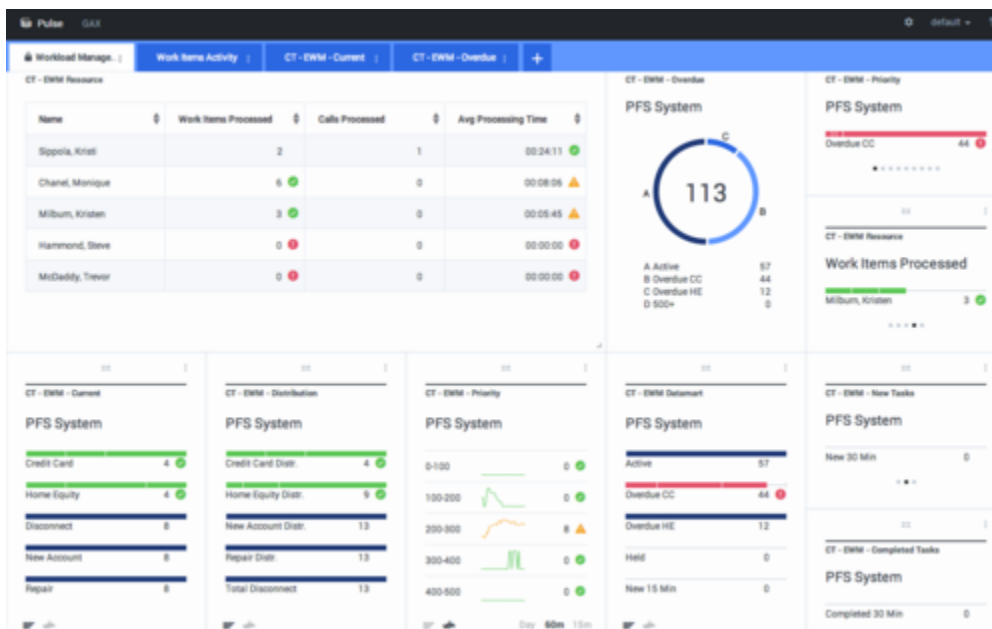 Pulse GAX default
Workload Manage.. Work Items Activity CT - EWM - Current CT - EWM - Overdue +
CT - EWM Resource
Name Work Items Processed Calls Processed Avg Processing Time
Sippola, Kristi 2 1 00:24:11
Chanel, Monique 6 0 00:08:06
Milburn, Kristen 3 0 00:05:45
Hammond, Steve 0 0 00:00:00
McDaddy, Trevor 0 0 00:00:00
CT - EWM - Overdue
PFS System
C
A 113 B
A Active 57
B Overdue CC 44
C Overdue HE 12
D 500+ 0
CT - EWM - Priority
PFS System
Overdue CC 44
CT - EWM Resource
Work Items Processed
Milburn, Kristen 3
CT - EWM - Current
PFS System
Credit Card 4
Home Equity 4
Disconnect 8
New Account 8
Repair 8
CT - EWM - Distribution
PFS System
Credit Card Distr. 4
Home Equity Distr. 9
New Account Distr. 13
Repair Distr. 13
Total Disconnect 13
CT - EWM - Priority
PFS System
0-100 0
100-200 0
200-300 8
300-400 0
400-500 0
Day 60m 15m
CT - EWM Datamart
PFS System
Active 57
Overdue CC 44
Overdue HE 12
Held 0
New 15 Min 0
CT - EWM - New Tasks
PFS System
New 30 Min 0
CT - EWM - Completed Tasks
PFS System
Completed 30 Min 0